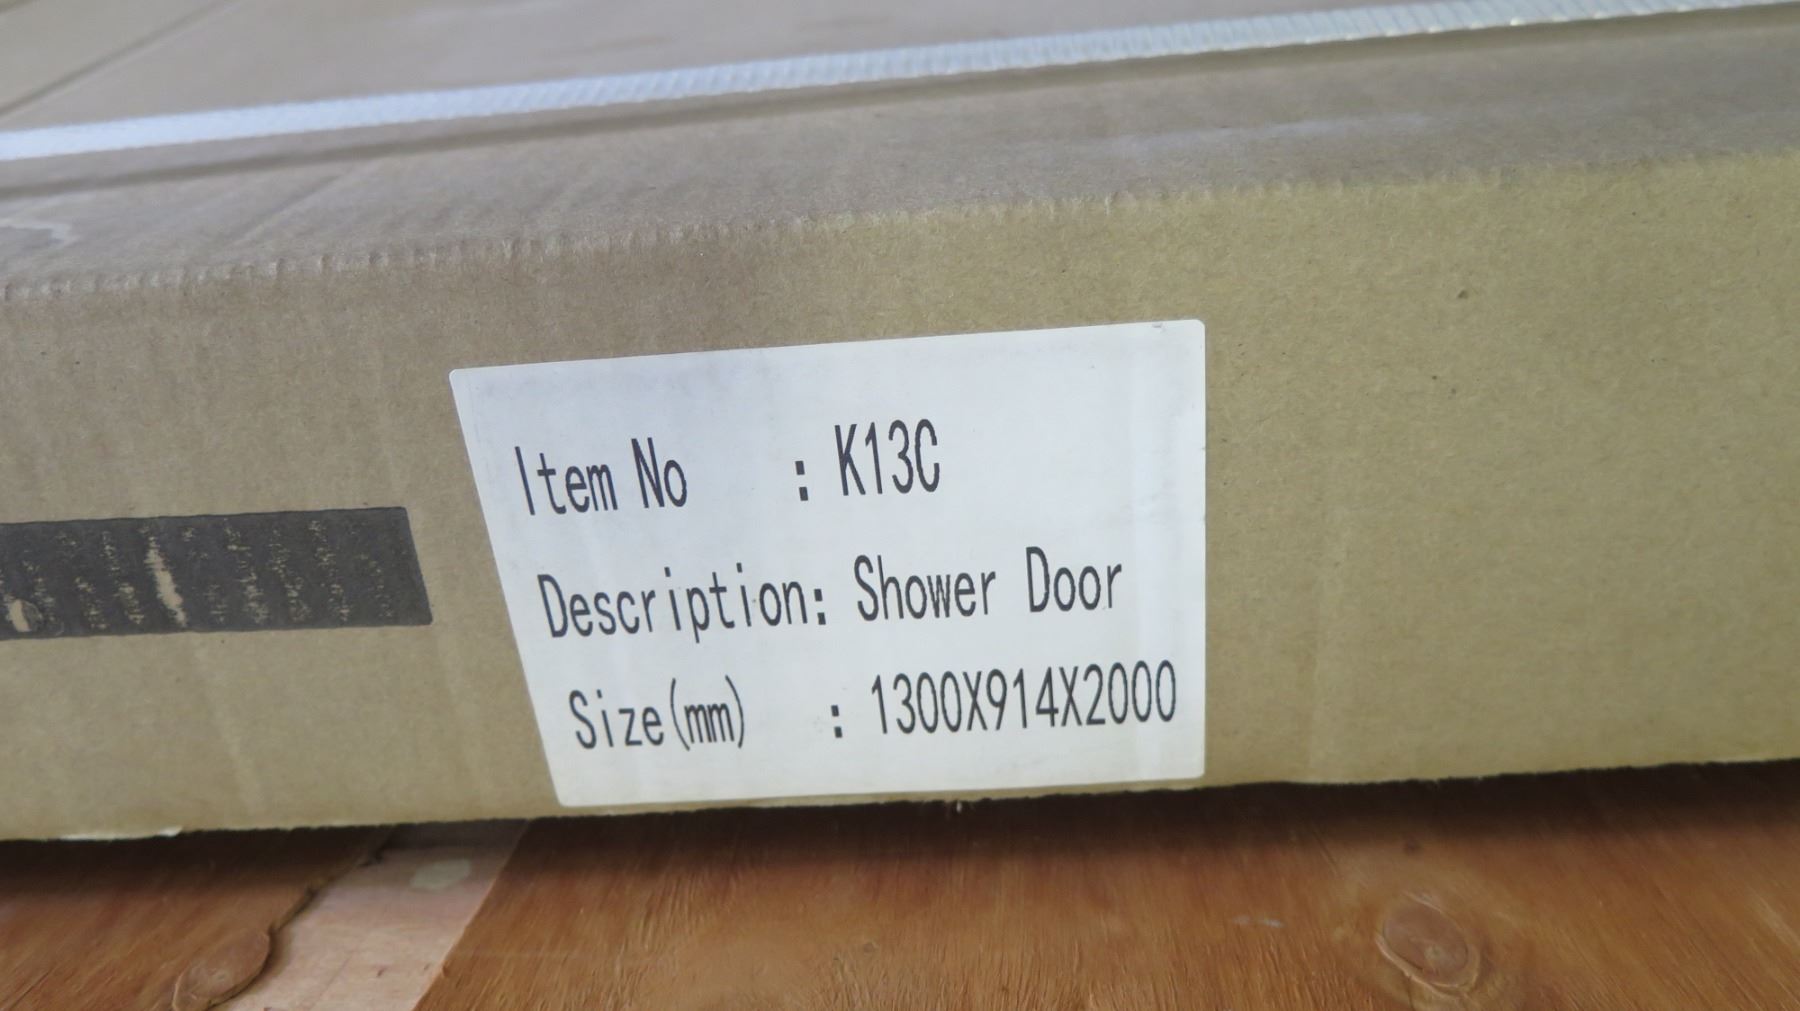 Item No : K13C
Description: Shower Door
Size(mm) : 1300X914X2000